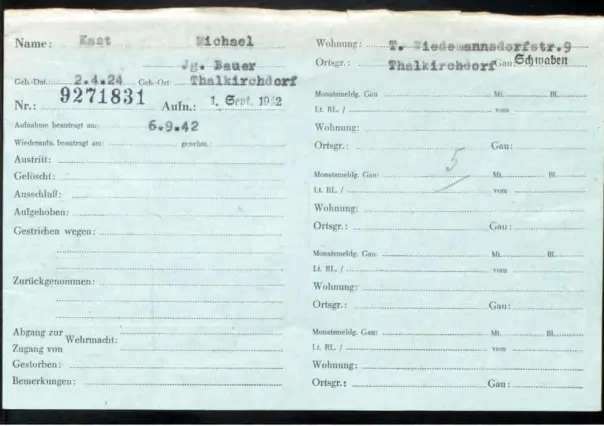 Name: Kast Michael
Jg. Bauer
Geb.-Dat. 2.4.24 Geb.-Ort Thalkirchdorf
Nr.: 9271831 Aufn.: 1. Sept. 1942
Aufnahme beantragt am: 6.9.42
Wiederaufn. beantragt am: genehm.:
Austritt:
Gelöscht:
Ausschluß:
Aufgehoben:
Gestrichen wegen:
Zurückgenommen:
Abgang zur
Wehrmacht:
Zugang von
Gestorben:
Bemerkungen:
Wohnung: T. Wiedemannsdorfstr.9
Ortsgr.: Thalkirchdorf Gau: Schwaben
Monatsmeldg. Gau: Mt. Bl.
Lt. RL. / vom
Wohnung:
Ortsgr.: Gau:
5
Monatsmeldg. Gau: Mt. Bl.
Lt. RL. / vom
Wohnung:
Ortsgr.: Gau:
Monatsmeldg. Gau: Mt. Bl.
Lt. RL. / vom
Wohnung:
Ortsgr.: Gau:
Monatsmeldg. Gau: Mt. Bl.
Lt. RL. / vom
Wohnung:
Ortsgr.: Gau: